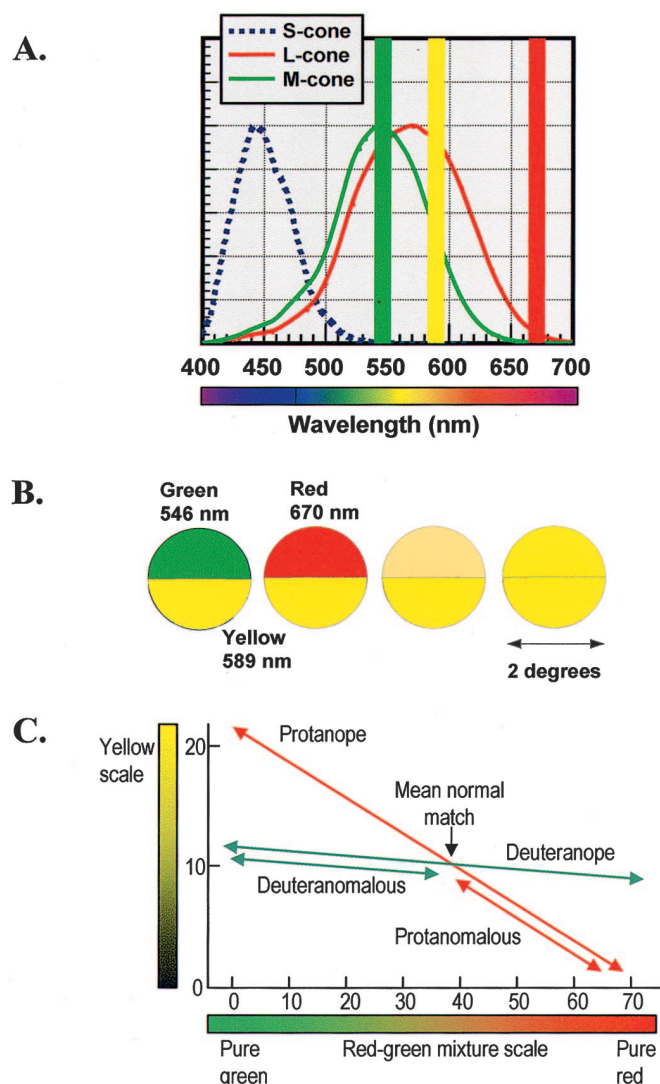 A.
S-cone
L-cone
M-cone
400 450 500 550 600 650 700
Wavelength (nm)
B.
Green
546 nm
Red
670 nm
Yellow
589 nm
2 degrees
C.
Yellow
scale
20
10
0
Protanope
Mean normal
match
Deuteranope
Deuteranomalous
Protanomalous
0 10 20 30 40 50 60 70
Pure
green
Red-green mixture scale
Pure
red